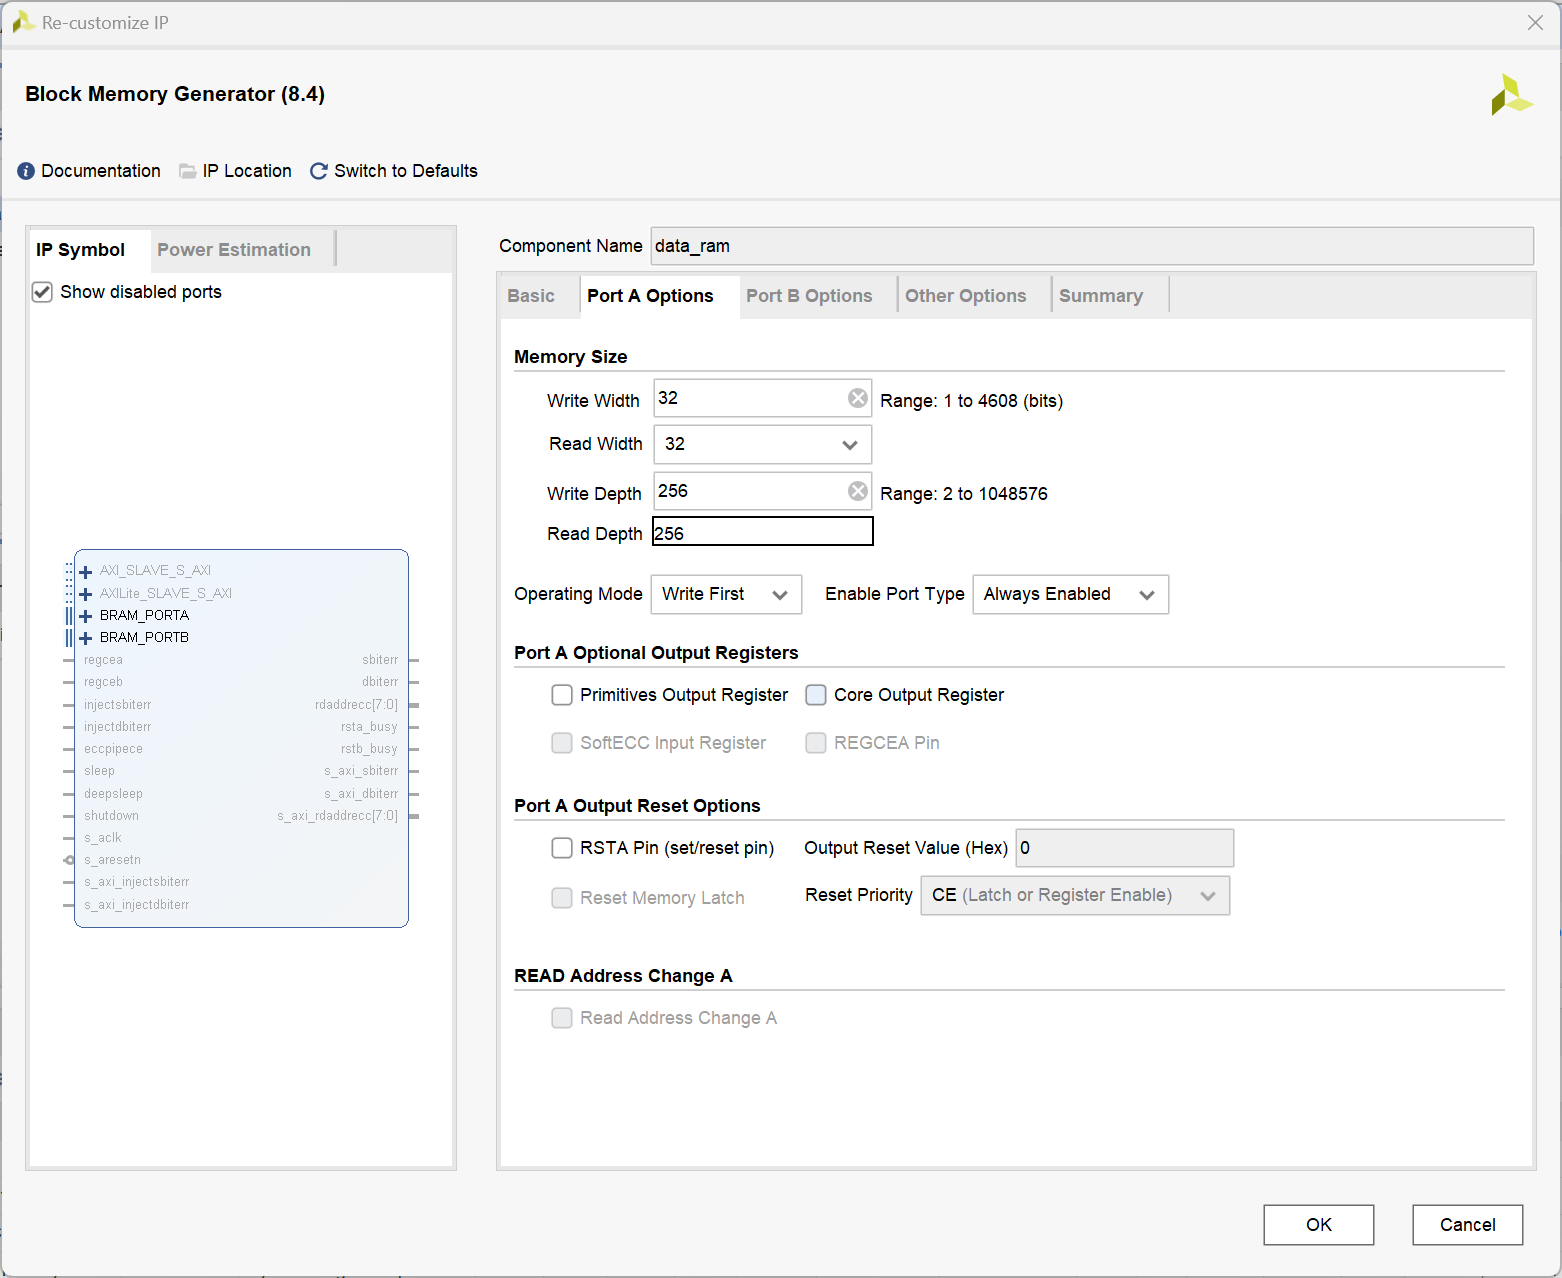 Re-customize IP
Block Memory Generator (8.4)
Documentation IP Location Switch to Defaults
IP Symbol Power Estimation
Show disabled ports
AXI_SLAVE_S_AXI
AXILite_SLAVE_S_AXI
BRAM_PORTA
BRAM_PORTB
regcea sbiterr
regceb dbiterr
injectsbiterr rdaddrecc[7:0]
injectdbiterr rsta_busy
eccpipece rstb_busy
sleep s_axi_sbiterr
deepsleep s_axi_dbiterr
shutdown s_axi_rdaddrecc[7:0]
s_aclk
s_aresetn
s_axi_injectsbiterr
s_axi_injectdbiterr
Component Name data_ram
Basic Port A Options Port B Options Other Options Summary
Memory Size
Write Width 32 Range: 1 to 4608 (bits)
Read Width 32
Write Depth 256 Range: 2 to 1048576
Read Depth 256
Operating Mode Write First Enable Port Type Always Enabled
Port A Optional Output Registers
Primitives Output Register Core Output Register
SoftECC Input Register REGCEA Pin
Port A Output Reset Options
RSTA Pin (set/reset pin) Output Reset Value (Hex) 0
Reset Memory Latch Reset Priority CE (Latch or Register Enable)
READ Address Change A
Read Address Change A
OK Cancel